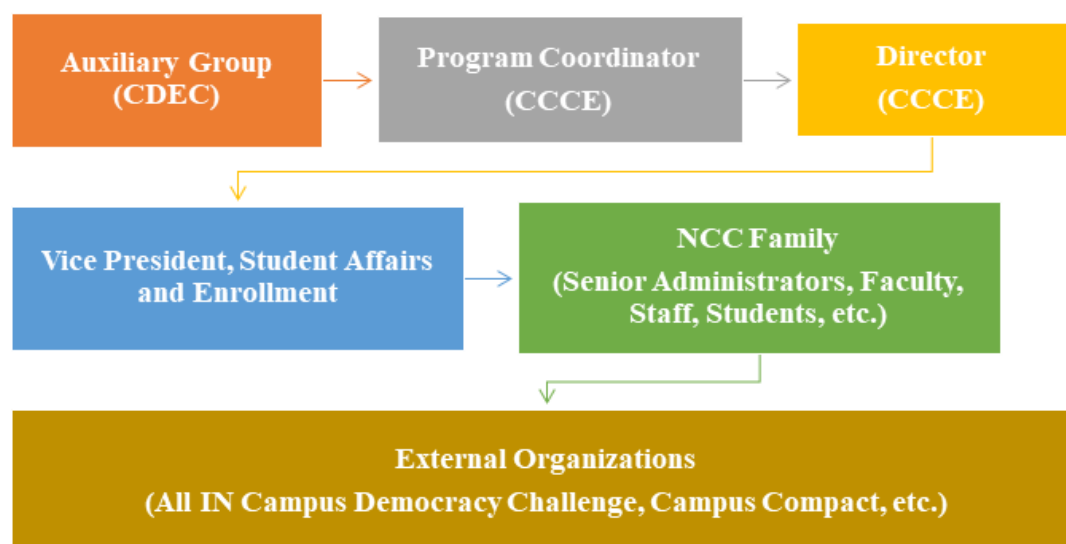 Auxiliary Group
(CDEC)
Program Coordinator
(CCCE)
Director
(CCCE)
Vice President, Student Affairs
and Enrollment
NCC Family
(Senior Administrators, Faculty,
Staff, Students, etc.)
External Organizations
(All IN Campus Democracy Challenge, Campus Compact, etc.)